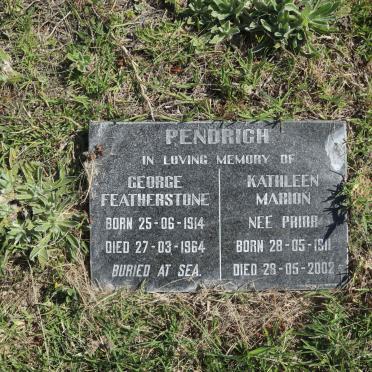 PENDRICH
IN LOVING MEMORY OF
GEORGE
FEATHERSTONE
BORN 25-06-1914
DIED 27-03-1964
BURIED AT SEA.
KATHLEEN
MARION
NEE
BORN 28-05-1911
DIED 28-05-2002